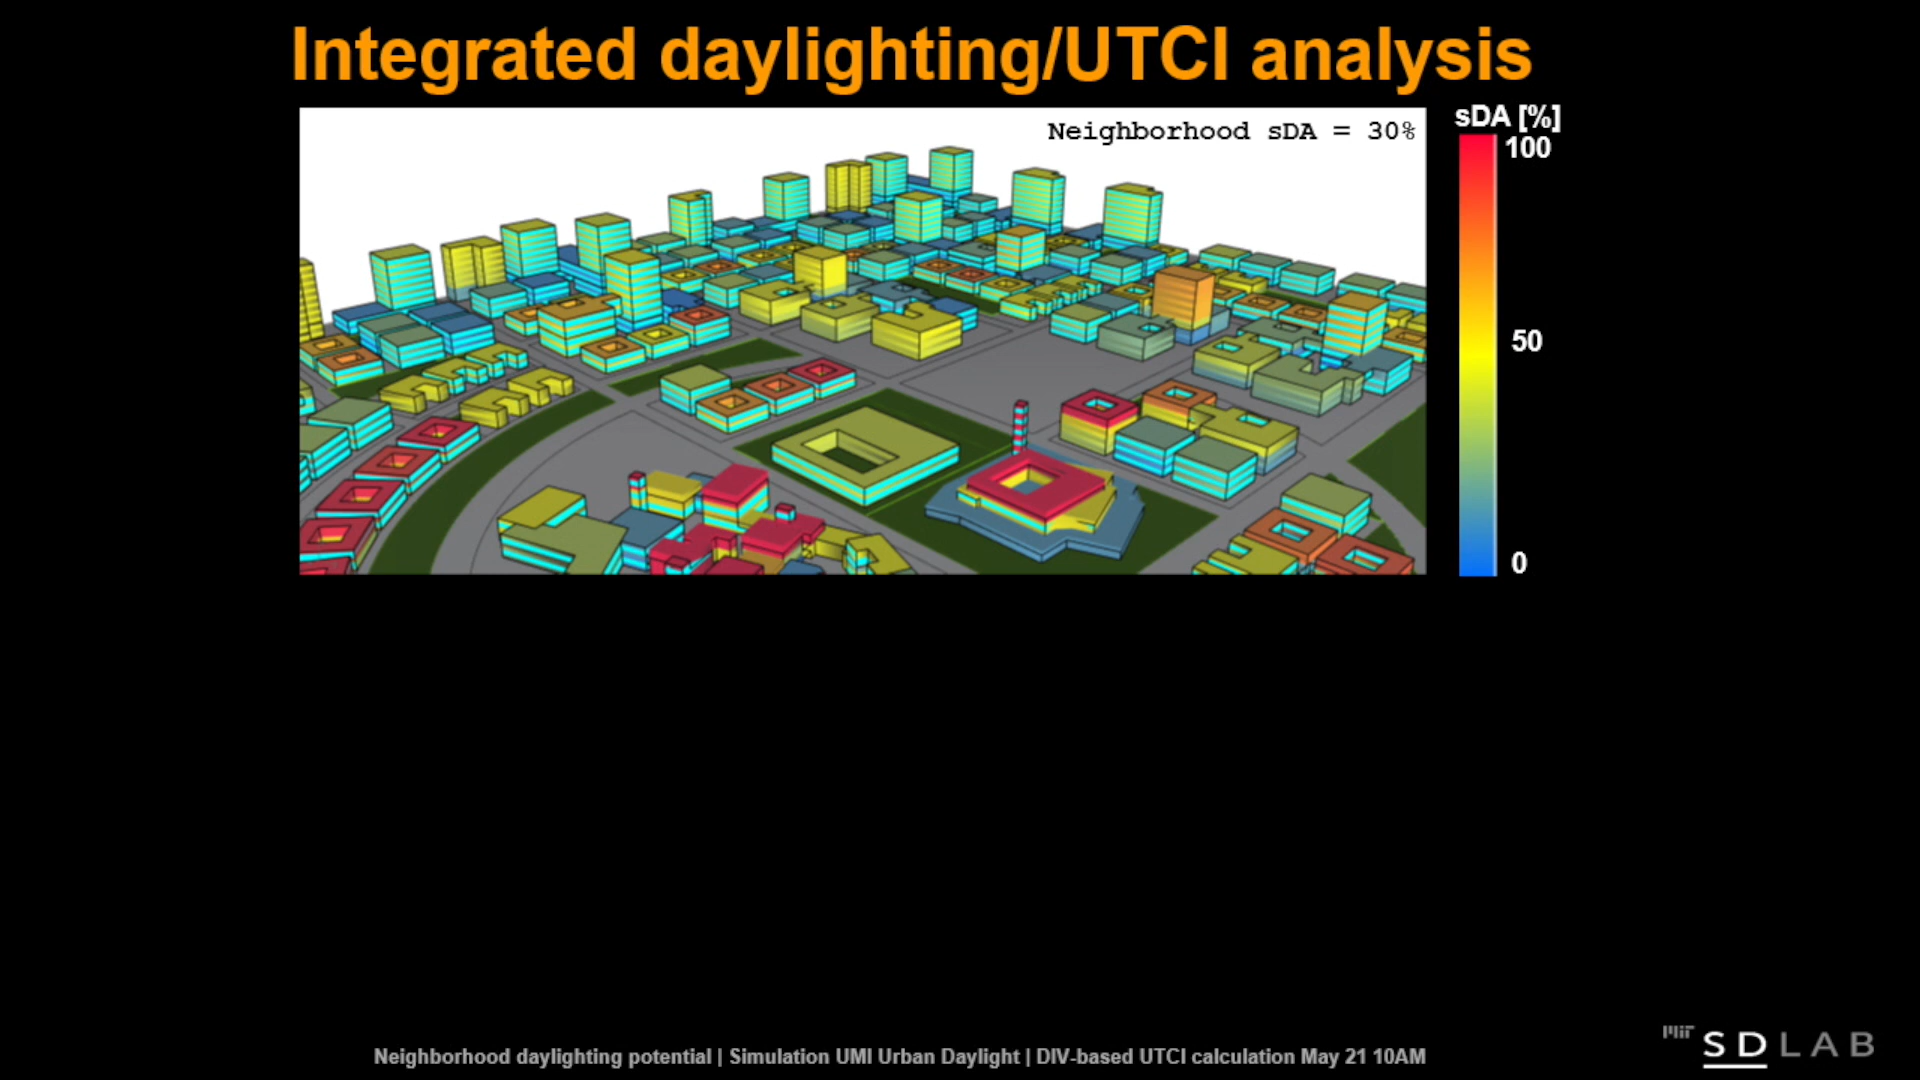 Integrated daylighting/UTCI analysis
Neighborhood sDA = 30%
sDA [%]
100
50
0
Neighborhood daylighting potential | Simulation UMI Urban Daylight | DIV-based UTCI calculation May 21 10AM
MIT
SDLAB